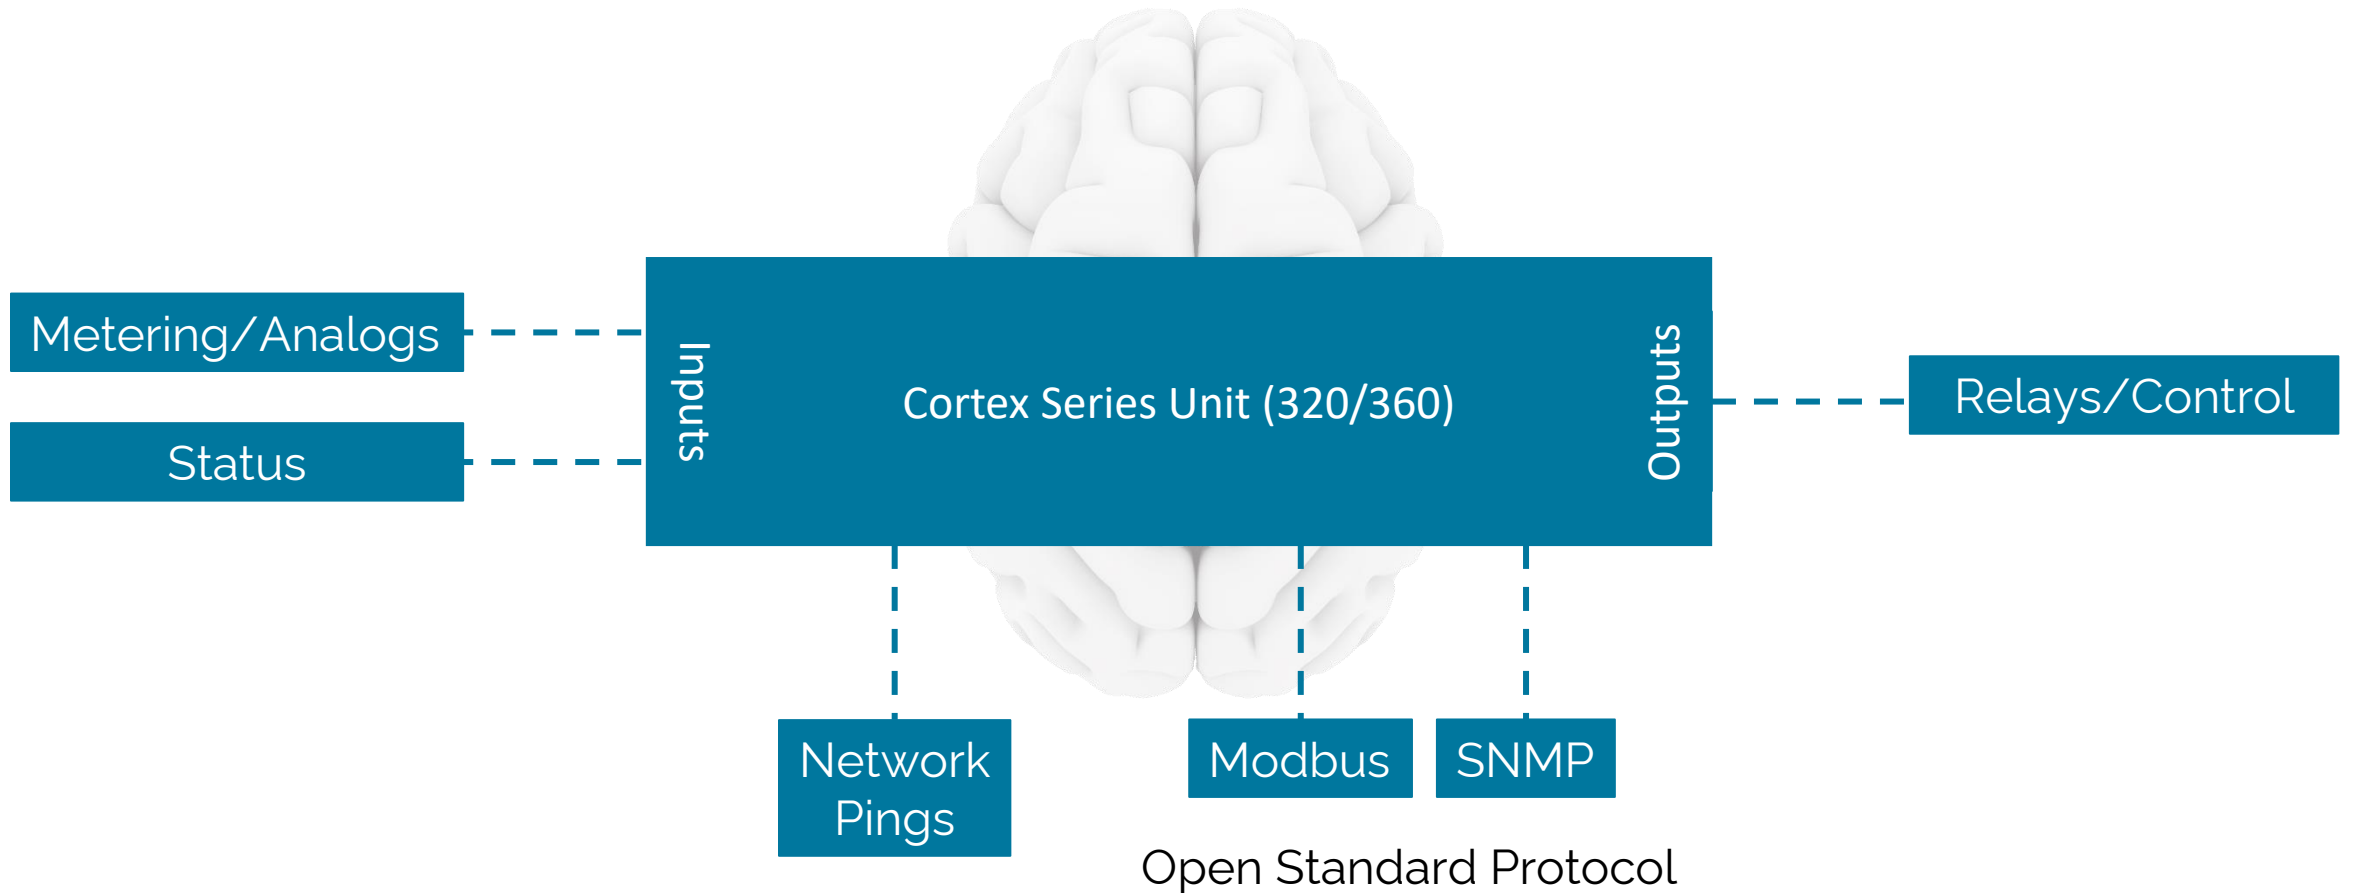 Metering/Analogs
Status
Inputs
Cortex Series Unit (320/360)
Outputs
Relays/Control
Network
Pings
Modbus
SNMP
Open Standard Protocol